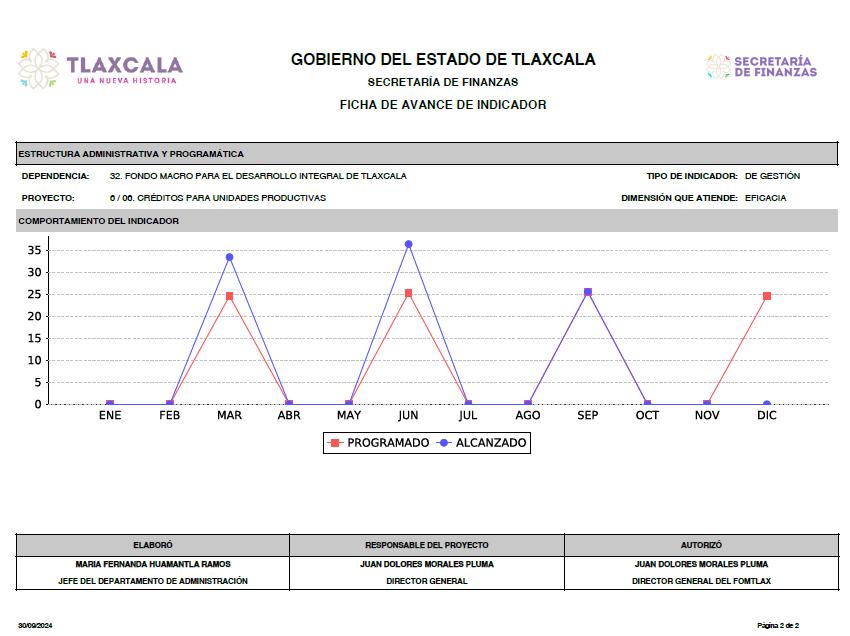 TLAXCALA
UNA NUEVA HISTORIA
GOBIERNO DEL ESTADO DE TLAXCALA
SECRETARÍA DE FINANZAS
FICHA DE AVANCE DE INDICADOR
SECRETARÍA
DE FINANZAS
ESTRUCTURA ADMINISTRATIVA Y PROGRAMÁTICA
DEPENDENCIA: 32. FONDO MACRO PARA EL DESARROLLO INTEGRAL DE TLAXCALA TIPO DE INDICADOR: DE GESTIÓN
PROYECTO: 6 / 06. CRÉDITOS PARA UNIDADES PRODUCTIVAS DIMENSIÓN QUE ATIENDE: EFICACIA
COMPORTAMIENTO DEL INDICADOR
35
30
25
20
15
10
5
0
ENE FEB MAR ABR MAY JUN JUL AGO SEP OCT NOV DIC
PROGRAMADO ALCANZADO
ELABORÓ RESPONSABLE DEL PROYECTO AUTORIZÓ
MARIA FERNANDA HUAMANTLA RAMOS JUAN DOLORES MORALES PLUMA JUAN DOLORES MORALES PLUMA
JEFE DEL DEPARTAMENTO DE ADMINISTRACIÓN DIRECTOR GENERAL DIRECTOR GENERAL DEL FOMTLAX
30/09/2024 Página 2 de 2